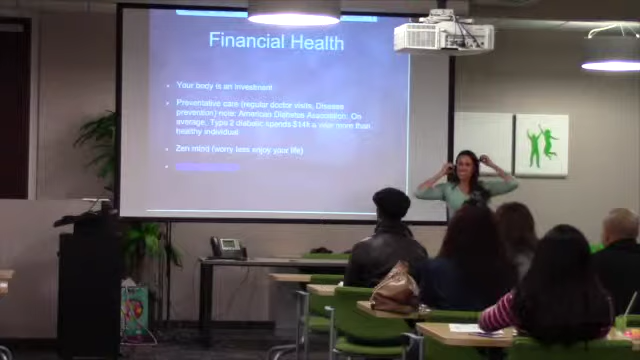 Financial Health
Your body is an investment
Preventative care (regular doctor visits, Disease
prevention) note: American Diabetes Association: On
average, Type 2 diabetic spends $14k a year more than
healthy individual
Zen mind (worry less enjoy your life)